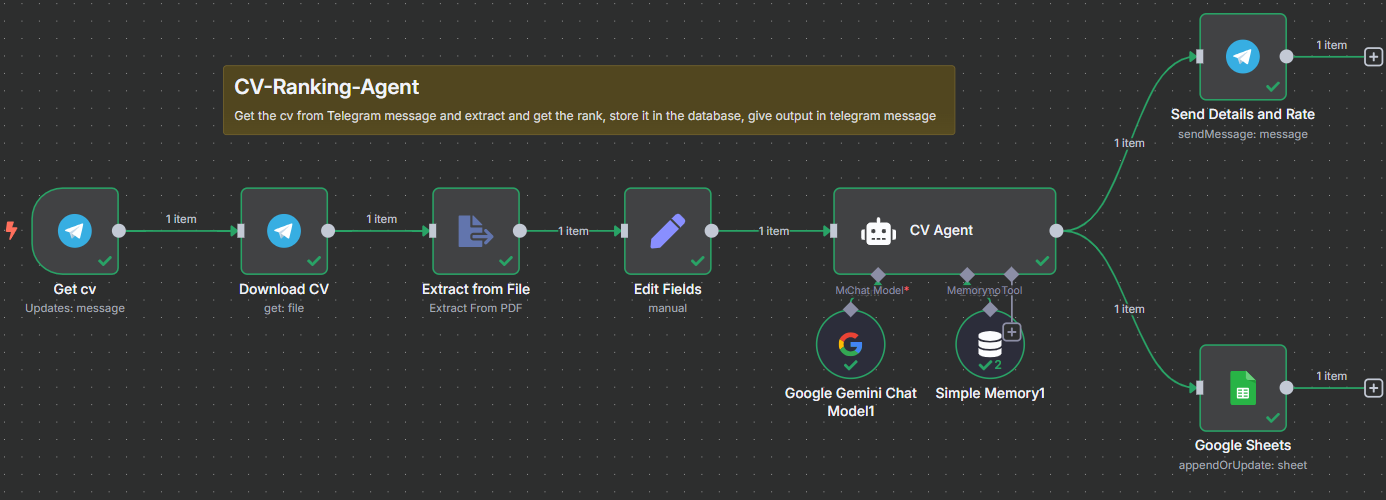 CV-Ranking-Agent
Get the cv from Telegram message and extract and get the rank, store it in the database, give output in telegram message
1 item
Send Details and Rate
sendMessage: message
1 item
1 item
1 item
1 item
1 item
CV Agent
Get cv
Updates: message
Download CV
get: file
Extract from File
Extract From PDF
Edit Fields
manual
Chat Model*
Memory
Tool
1 item
2
Google Gemini Chat
Model1
Simple Memory1
1 item
Google Sheets
appendOrUpdate: sheet